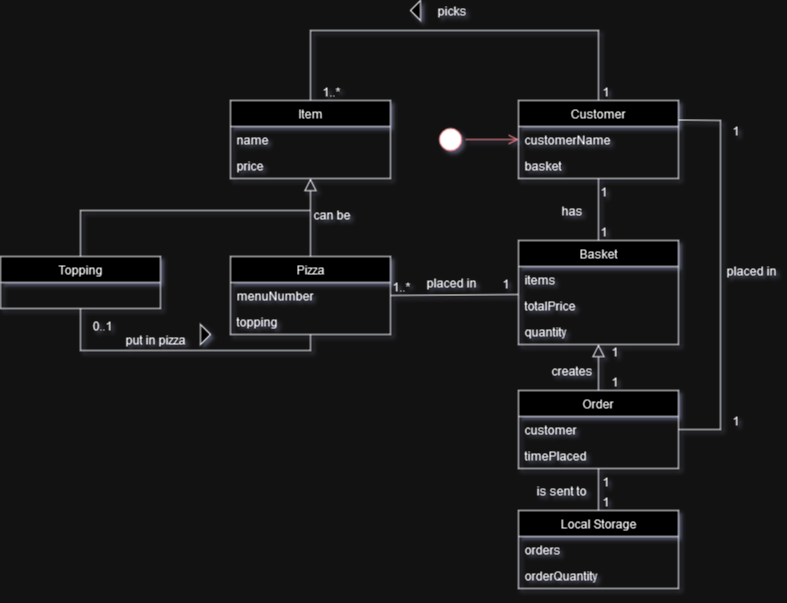 picks
1..*
1
Item
name
price
Customer
customerName
basket
1
can be
1
has
1
Topping
Pizza
menuNumber
topping
1..*
placed in
1
Basket
items
totalPrice
quantity
placed in
0..1
put in pizza
1
creates
1
Order
customer
timePlaced
1
is sent to
1
1
Local Storage
orders
orderQuantity